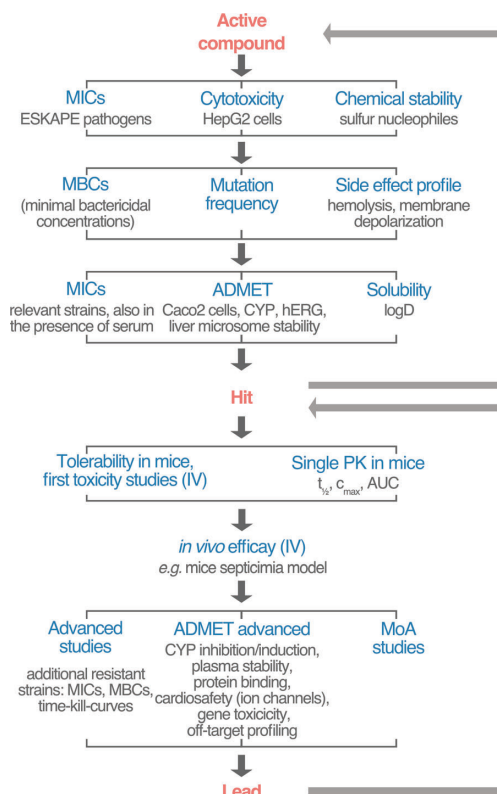 Active
compound
MICs
ESKAPE pathogens
Cytotoxicity
HepG2 cells
Chemical stability
sulfur nucleophiles
MBCs
(minimal bactericidal
concentrations)
Mutation
frequency
Side effect profile
hemolysis, membrane
depolarization
MICs
relevant strains, also in
the presence of serum
ADMET
Caco2 cells, CYP, hERG,
liver microsome stability
Solubility
logD
Hit
Tolerability in mice,
first toxicity studies (IV)
Single PK in mice
t½, cmax, AUC
in vivo efficay (IV)
e.g. mice septicimia model
Advanced
studies
additional resistant
strains: MICs, MBCs,
time-kill-curves
ADMET advanced
CYP inhibition/induction,
plasma stability,
protein binding,
cardiosafety (ion channels),
gene toxicicity,
off-target profiling
MoA
studies
Lead